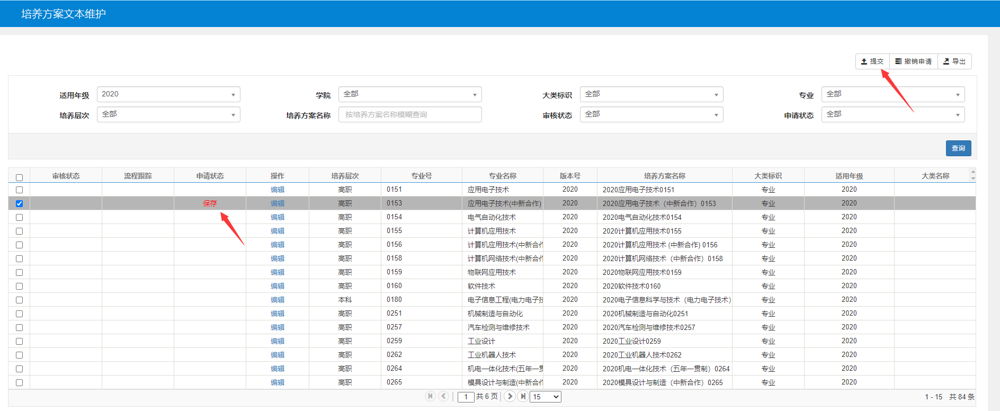 培养方案文本维护
提交 撤销申请 导出
适用年级 2020 学院 全部 大类标识 全部 专业 全部
培养层次 全部 培养方案名称 按培养方案名称模糊查询 审核状态 全部 申请状态 全部
查询
审核状态 流程跟踪 申请状态 操作 培养层次 专业号 专业名称 版本号 培养方案名称 大类标识 适用年级 大类名称
编辑 高职 0151 应用电子技术 2020 2020应用电子技术0151 专业 2020
保存 编辑 高职 0153 应用电子技术(中新合作) 2020 2020应用电子技术（中新合作）0153 专业 2020
编辑 高职 0154 电气自动化技术 2020 2020电气自动化技术0154 专业 2020
编辑 高职 0155 计算机应用技术 2020 2020计算机应用技术0155 专业 2020
编辑 高职 0156 计算机应用技术(中新合作 2020 2020计算机应用技术 (中新合作) 0156 专业 2020
编辑 高职 0158 计算机网络技术(中新合作 2020 2020计算机网络技术（中新合作）0158 专业 2020
编辑 高职 0159 物联网应用技术 2020 2020物联网应用技术0159 专业 2020
编辑 高职 0160 软件技术 2020 2020软件技术0160 专业 2020
编辑 本科 0180 电子信息工程(电力电子技 2020 2020电子信息科学与技术（电力电子技术） 专业 2020
编辑 高职 0251 机械制造与自动化 2020 2020机械制造与自动化0251 专业 2020
编辑 高职 0257 汽车检测与维修技术 2020 2020汽车检测与维修技术0257 专业 2020
编辑 高职 0259 工业设计 2020 2020工业设计0259 专业 2020
编辑 高职 0262 工业机器人技术 2020 2020工业机器人技术0262 专业 2020
编辑 高职 0264 机电一体化技术(五年一贯 2020 2020机电一体化技术（五年一贯制）0264 专业 2020
编辑 高职 0265 模具设计与制造(中新合作 2020 2020模具设计与制造（中新合作）0265 专业 2020
1 共 6 页 15 1 - 15 共 84 条